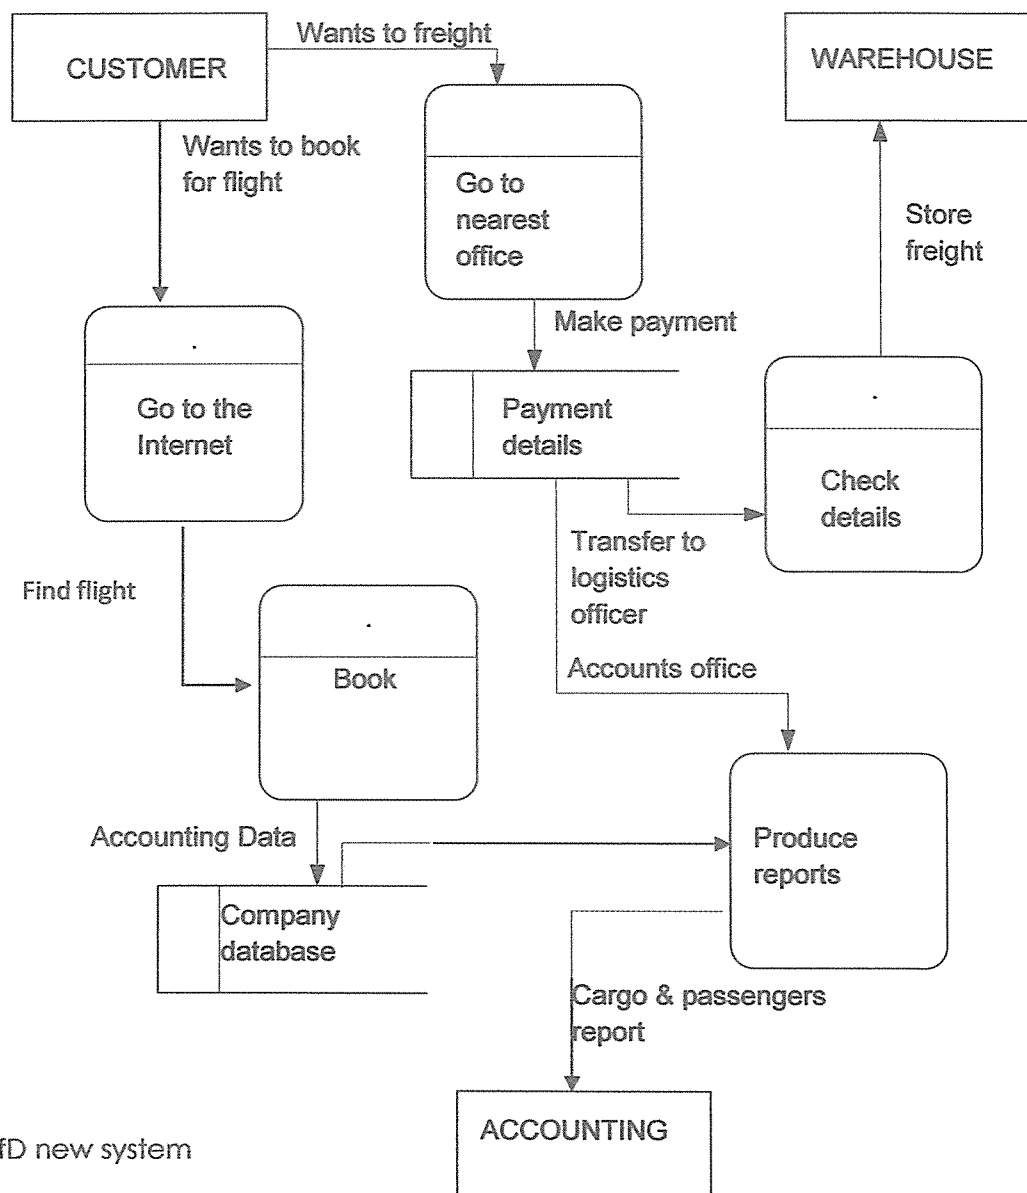 CUSTOMER
Wants to freight
WAREHOUSE
Wants to book
for flight
Go to
nearest
office
Store
freight
Make payment
Go to the
Internet
Payment
details
Check
details
Transfer to
logistics
officer
Find flight
Book
Accounts office
Accounting Data
Produce
reports
Company
database
Cargo & passengers
report
ACCOUNTING
fD new system